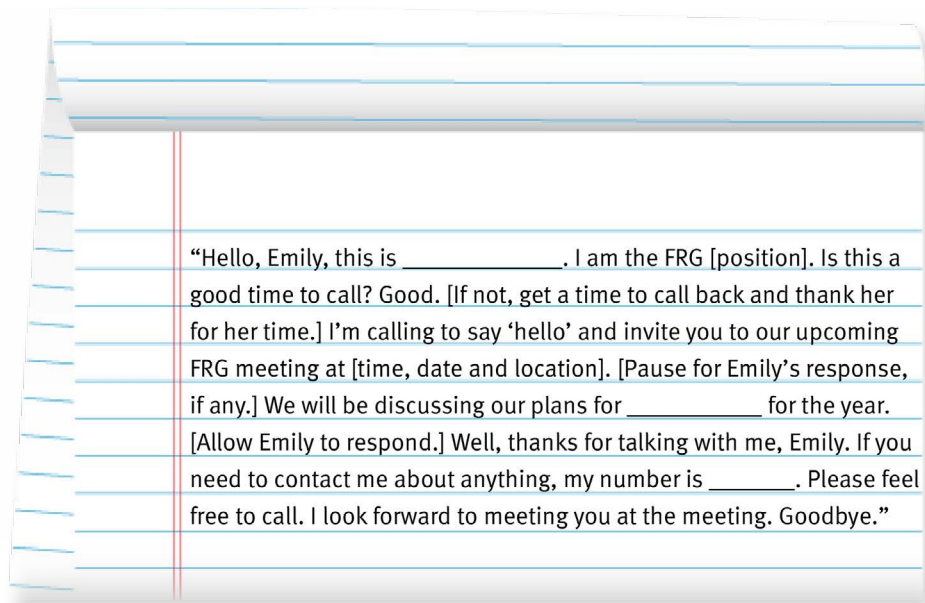 “Hello, Emily, this is _____________. I am the FRG [position]. Is this a
good time to call? Good. [If not, get a time to call back and thank her
for her time.] I’m calling to say ‘hello’ and invite you to our upcoming
FRG meeting at [time, date and location]. [Pause for Emily’s response,
if any.] We will be discussing our plans for ___________ for the year.
[Allow Emily to respond.] Well, thanks for talking with me, Emily. If you
need to contact me about anything, my number is _______. Please feel
free to call. I look forward to meeting you at the meeting. Goodbye.”